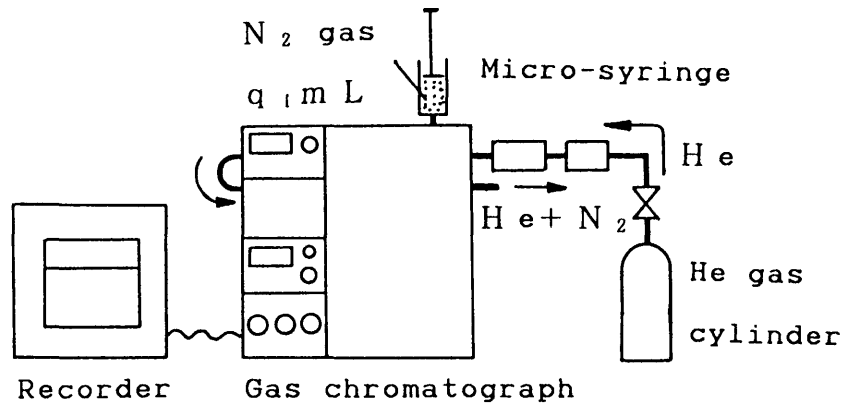 N₂ gas
q₁mL
Micro-syringe
He
He+N₂
He gas
cylinder
Recorder
Gas chromatograph